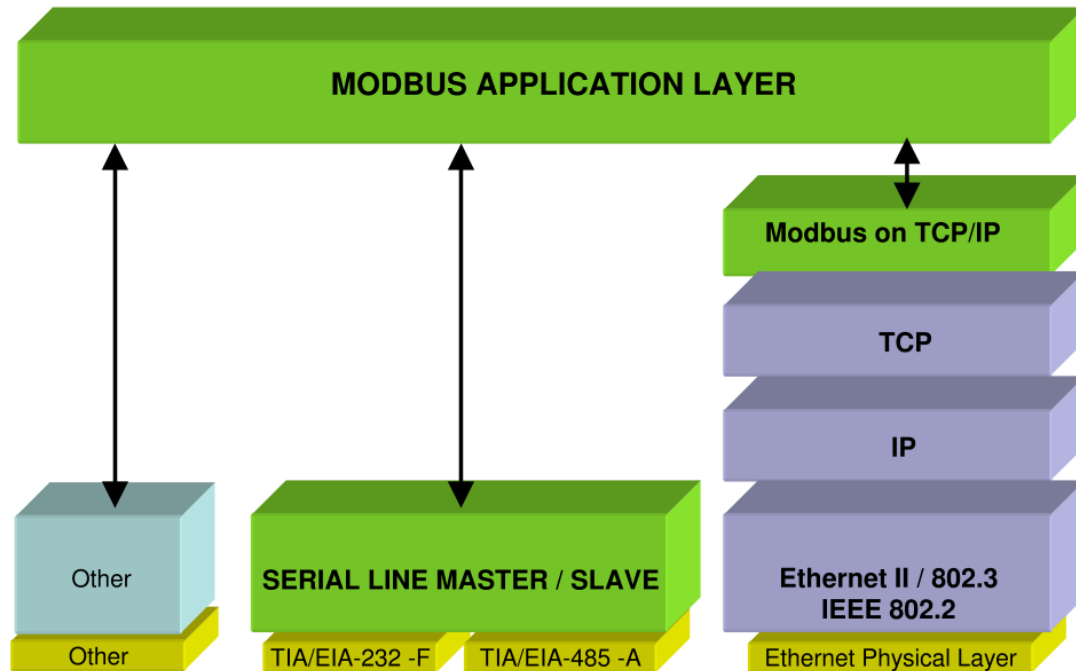 MODBUS APPLICATION LAYER
Modbus on TCP/IP
TCP
IP
Other
SERIAL LINE MASTER / SLAVE
Ethernet II / 802.3
IEEE 802.2
Other
TIA/EIA-232 -F
TIA/EIA-485 -A
Ethernet Physical Layer